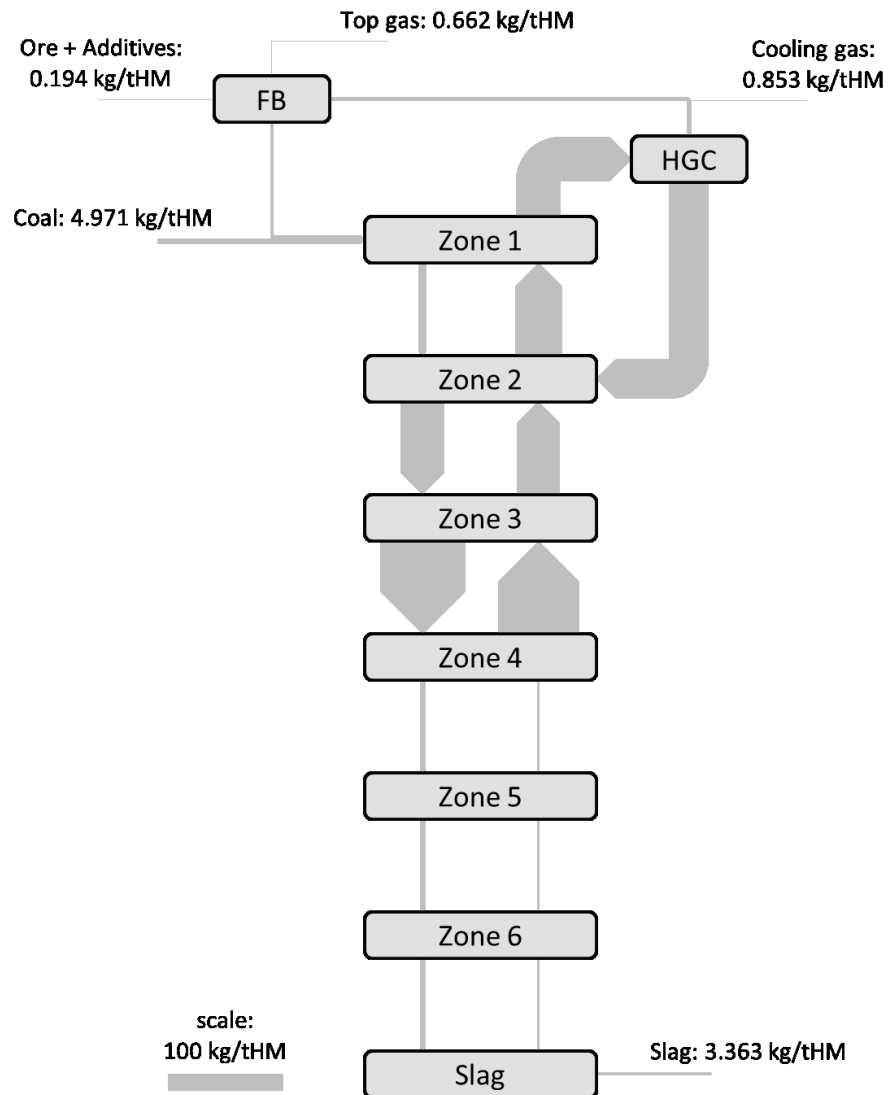 Top gas: 0.662 kg/tHM
Ore + Additives:
0.194 kg/tHM
Cooling gas:
0.853 kg/tHM
FB
HGC
Coal: 4.971 kg/tHM
Zone 1
Zone 2
Zone 3
Zone 4
Zone 5
Zone 6
scale:
100 kg/tHM
Slag: 3.363 kg/tHM
Slag